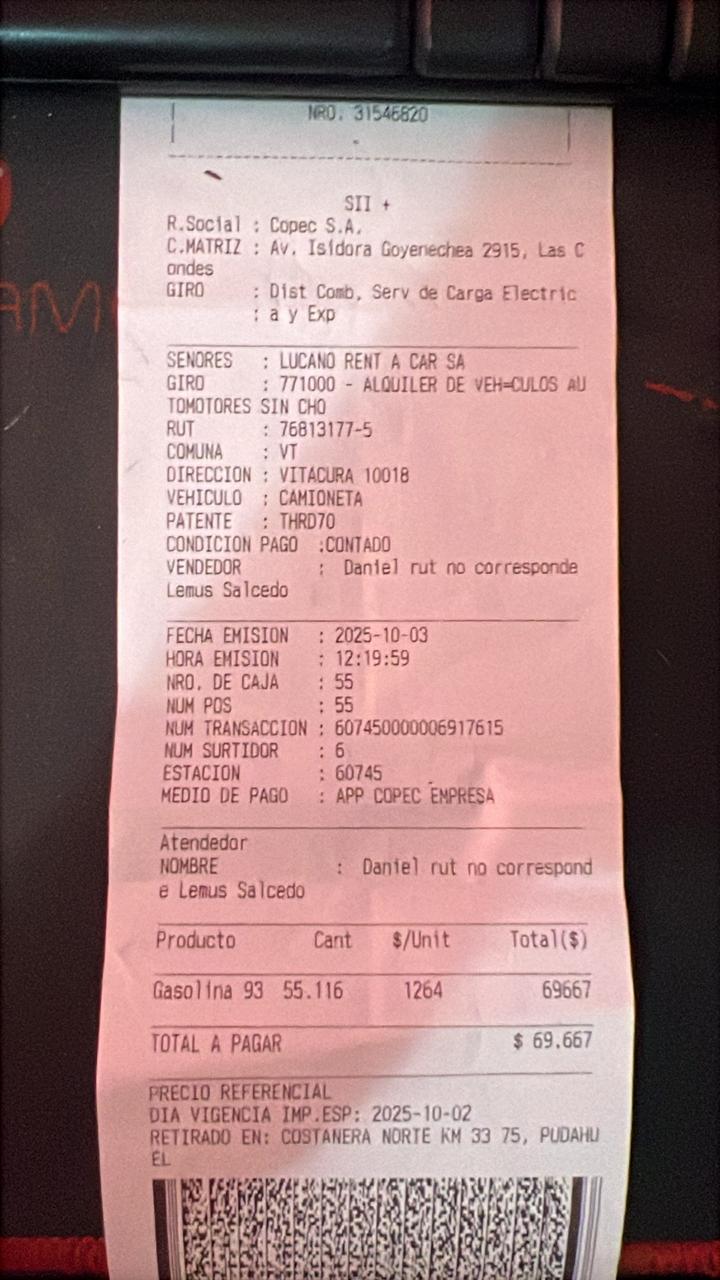 NRO. 31546820
SII +
R.Social : Copec S.A.
C.MATRIZ : Av. Isidora Goyenechea 2915, Las C
ondes
GIRO : Dist Comb, Serv de Carga Electric
: a y Exp
SENORES : LUCANO RENT A CAR SA
GIRO : 771000 - ALQUILER DE VEH=CULOS AU
TOMOTORES SIN CHO
RUT : 76813177-5
COMUNA : VT
DIRECCION : VITACURA 10018
VEHICULO : CAMIONETA
PATENTE : THRD70
CONDICION PAGO :CONTADO
VENDEDOR : Daniel rut no corresponde
Lemus Salcedo
FECHA EMISION : 2025-10-03
HORA EMISION : 12:19:59
NRO. DE CAJA : 55
NUM POS : 55
NUM TRANSACCION : 607450000006917615
NUM SURTIDOR : 6
ESTACION : 60745
MEDIO DE PAGO : APP COPEC EMPRESA
Atendedor
NOMBRE : Daniel rut no correspond
e Lemus Salcedo
Producto Cant $/Unit Total($)
Gasolina 93 55.116 1264 69667
TOTAL A PAGAR $ 69.667
PRECIO REFERENCIAL
DIA VIGENCIA IMP.ESP: 2025-10-02
RETIRADO EN: COSTANERA NORTE KM 33 75, PUDAHU
EL